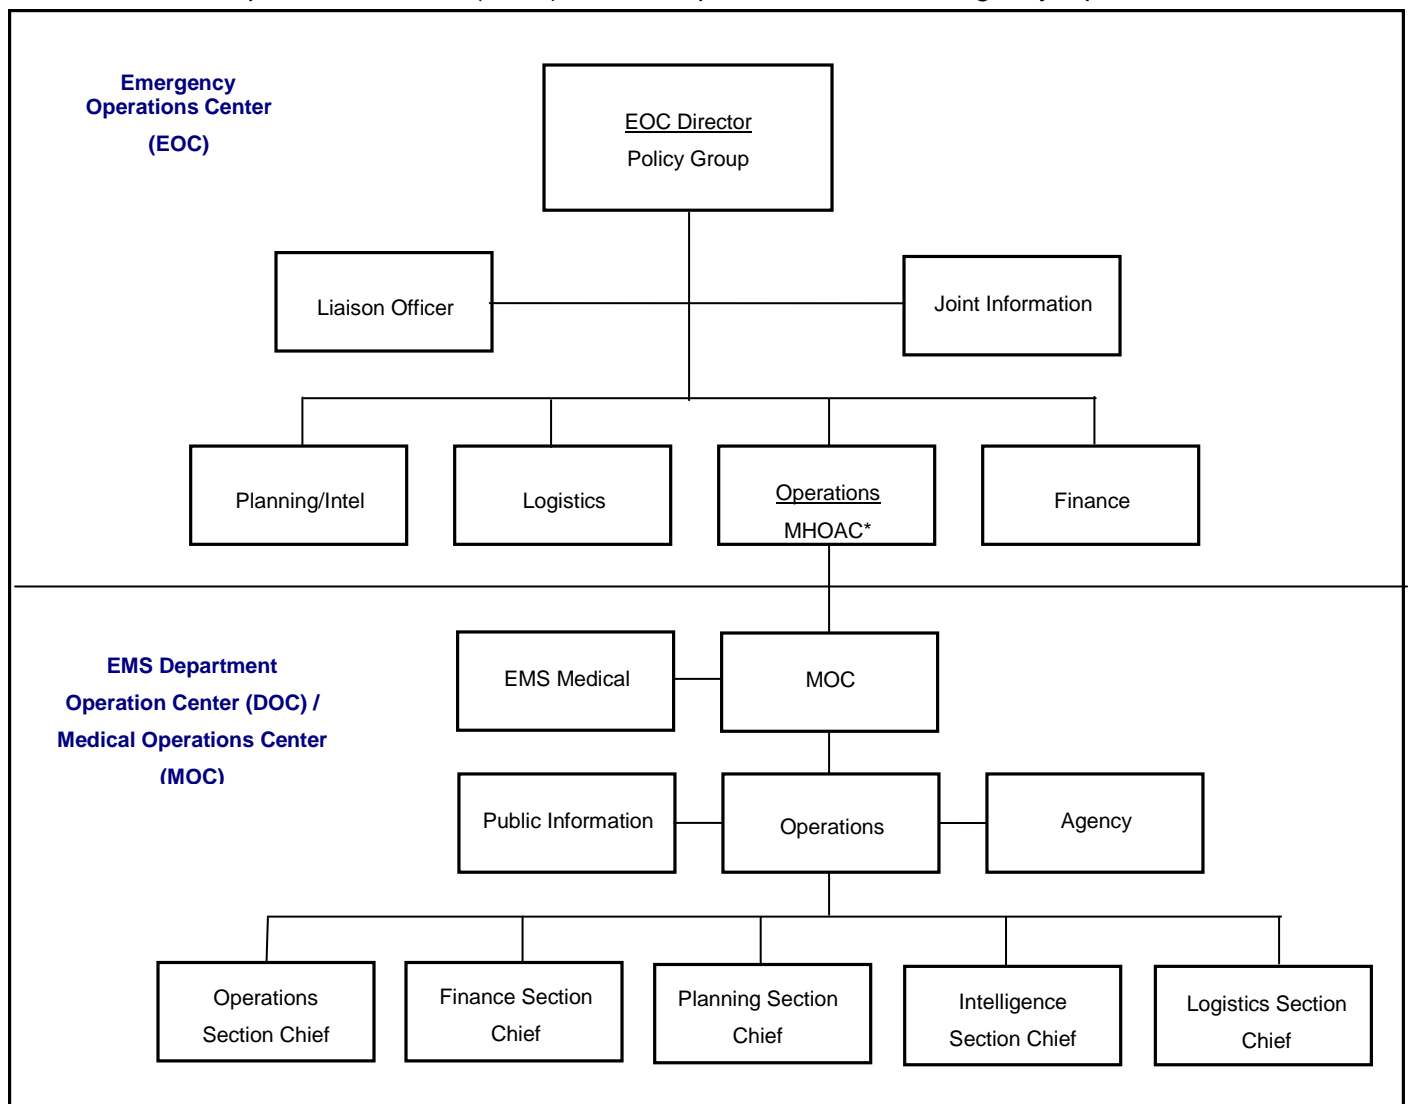 Emergency
Operations Center
(EOC)
EOC Director
Policy Group
Liaison Officer
Joint Information
Planning/Intel
Logistics
Operations
MHOAC*
Finance
EMS Department
Operation Center (DOC) /
Medical Operations Center
(MOC)
EMS Medical
MOC
Public Information
Operations
Agency
Operations
Section Chief
Finance Section
Chief
Planning Section
Chief
Intelligence
Section Chief
Logistics Section
Chief